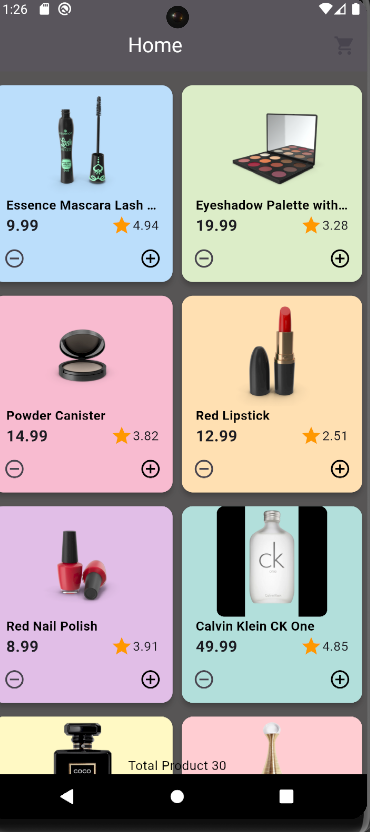 1:26
Home
Essence Mascara Lash ...
9.99
4.94
Eyeshadow Palette with...
19.99
3.28
Powder Canister
14.99
3.82
Red Lipstick
12.99
2.51
Red Nail Polish
8.99
3.91
ck
Calvin Klein CK One
49.99
4.85
COCO
Total Product 30